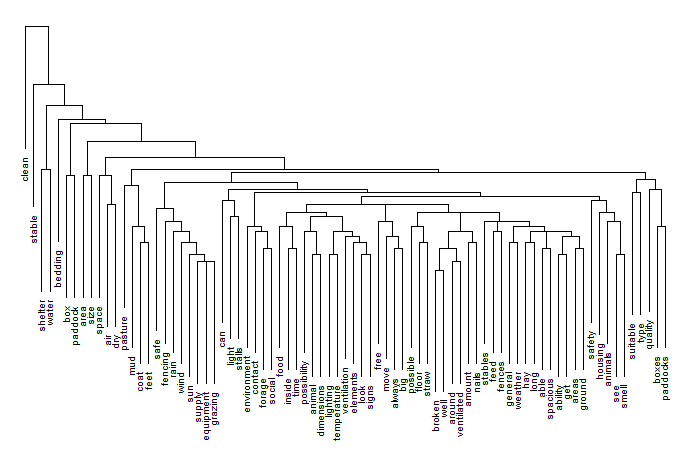 clean
stable
shelter
water
bedding
box
paddock
area
size
space
air
dry
pasture
mud
coat
feet
safe
fencing
rain
wind
sun
supply
equipment
grazing
can
light
stalls
environment
contact
forage
social
food
inside
time
possibility
animal
dimensions
lighting
temperature
ventilation
elements
look
signs
free
move
always
big
possible
floor
straw
broken
well
around
ventilated
amount
nails
stables
feed
fences
general
weather
hay
long
able
spacious
ability
get
areas
ground
safety
housing
animals
see
smell
suitable
type
quality
boxes
paddocks